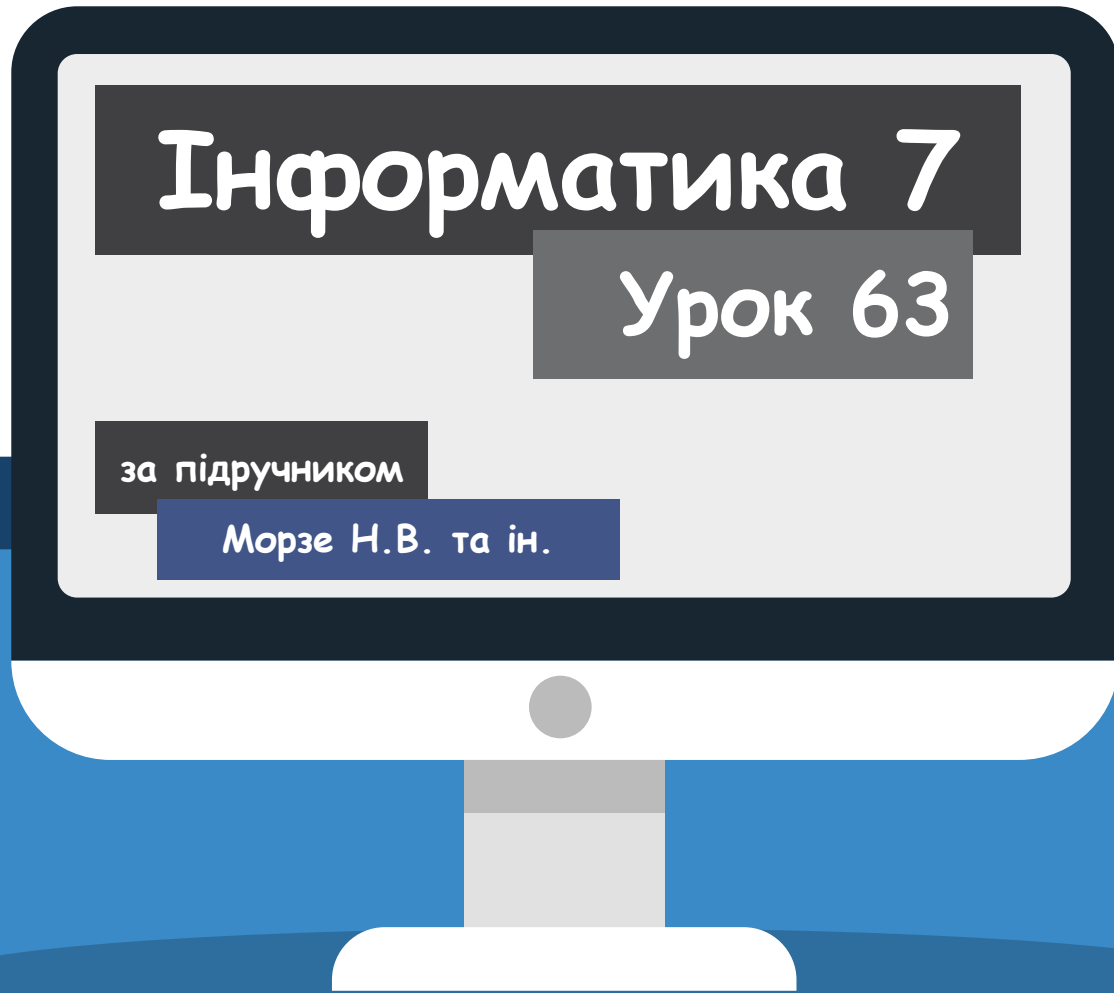 Інформатика 7
Урок 63
за підручником
Морзе Н.В. та ін.